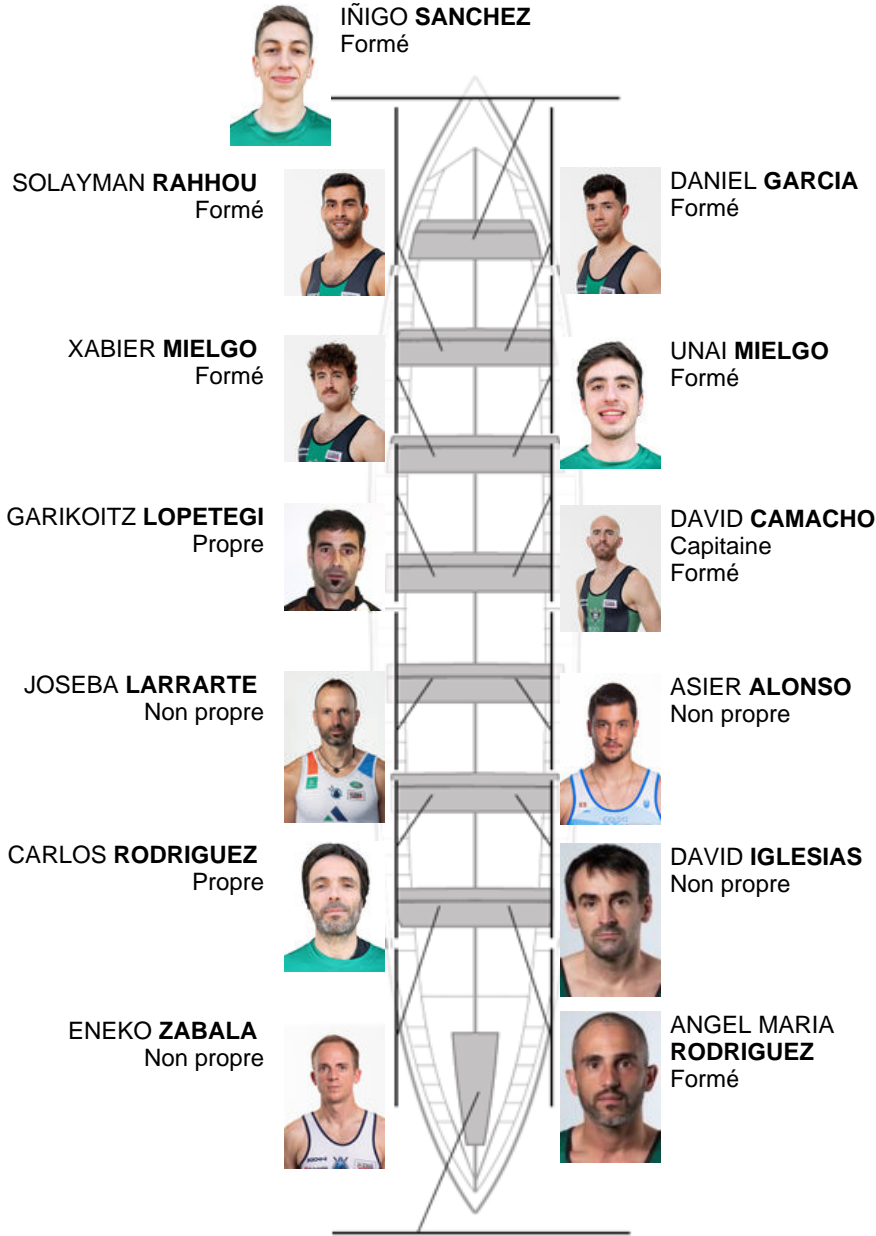 IÑIGO SANCHEZ
Formé
SOLAYMAN RAHHOU
Formé
DANIEL GARCIA
Formé
XABIER MIELGO
Formé
UNAI MIELGO
Formé
GARIKOITZ LOPETEGI
Propre
DAVID CAMACHO
Capitaine
Formé
JOSEBA LARRARTE
Non propre
ASIER ALONSO
Non propre
CARLOS RODRIGUEZ
Propre
DAVID IGLESIAS
Non propre
ENEKO ZABALA
Non propre
ANGEL MARIA
RODRIGUEZ
Formé